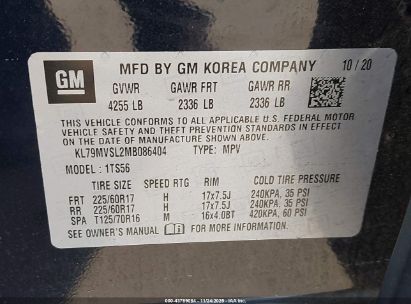 GM
MFD BY GM KOREA COMPANY 10/20
GVWR GAWR FRT GAWR RR
4255 LB 2336 LB 2336 LB
THIS VEHICLE CONFORMS TO ALL APPLICABLE U.S. FEDERAL MOTOR
VEHICLE SAFETY, BUMPER, AND THEFT PREVENTION STANDARDS IN EFFECT ON THE
DATE OF MANUFACTURE SHOWN ABOVE.
KL79MVSL2MB086404 TYPE: MPV
MODEL: 1TS56
TIRE SIZE SPEED RTG RIM COLD TIRE PRESSURE
FRT 225/60R17 H 17x7.5J 240KPA, 35 PSI
RR 225/60R17 H 17x7.5J 240KPA, 35 PSI
SPA T125/70R16 M 16x4.0BT 420KPA, 60 PSI
SEE OWNER'S MANUAL FOR MORE INFORMATION